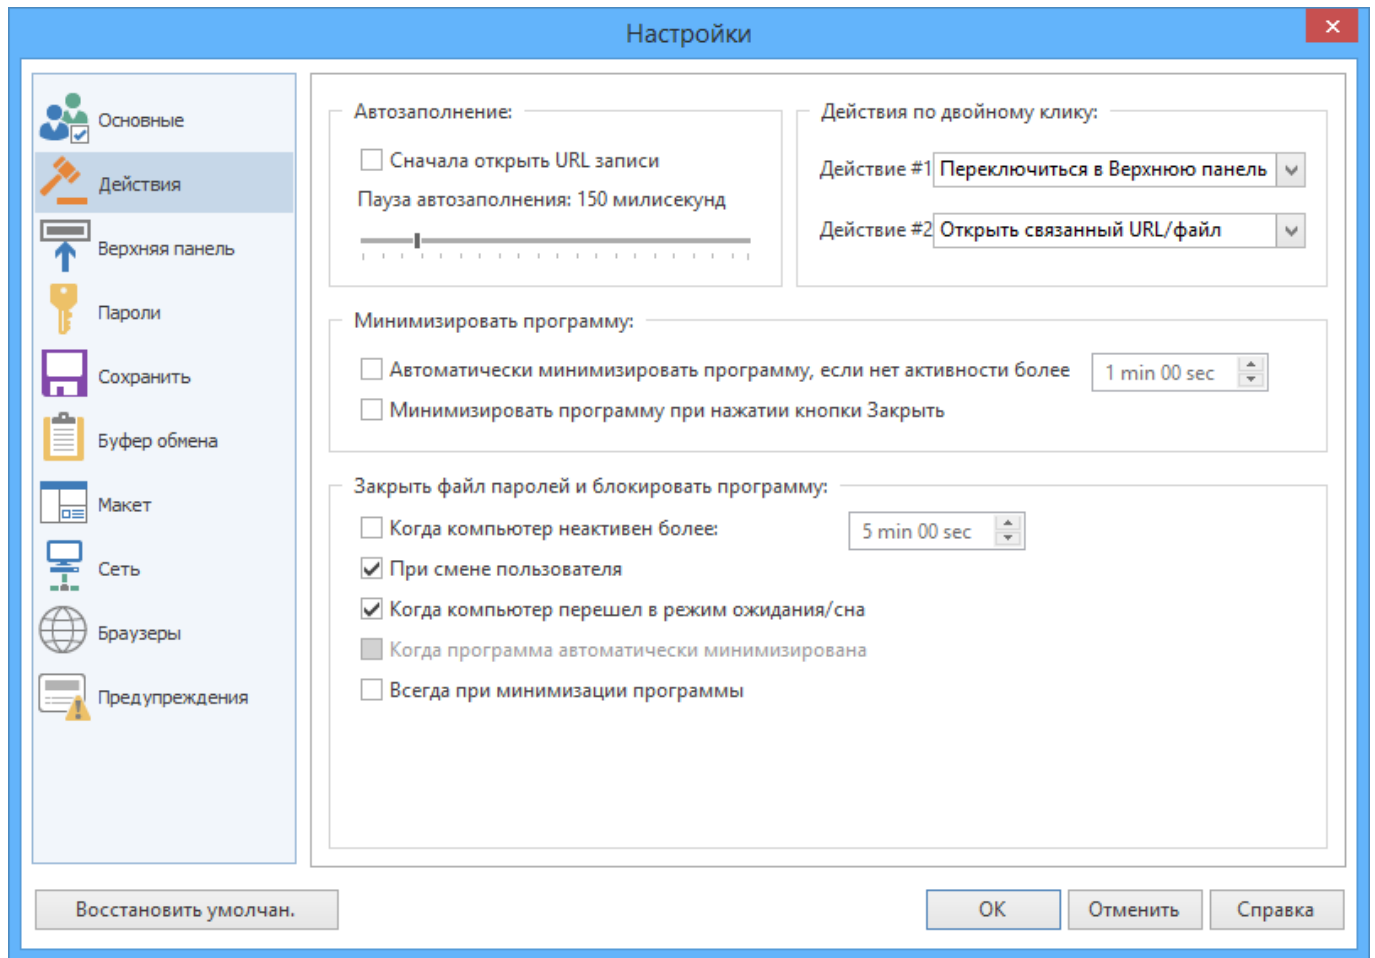 Настройки
Основные
Действия
Верхняя панель
Пароли
Сохранить
Буфер обмена
Макет
Сеть
Браузеры
Предупреждения
Автозаполнение:
Сначала открыть URL записи
Пауза автозаполнения: 150 милисекунд
Действия по двойному клику:
Действие #1 Переключиться в Верхнюю панель
Действие #2 Открыть связанный URL/файл
Минимизировать программу:
Автоматически минимизировать программу, если нет активности более 1 min 00 sec
Минимизировать программу при нажатии кнопки Закрыть
Закрыть файл паролей и блокировать программу:
Когда компьютер неактивен более: 5 min 00 sec
При смене пользователя
Когда компьютер перешел в режим ожидания/сна
Когда программа автоматически минимизирована
Всегда при минимизации программы
Восстановить умолчан.
ОК
Отменить
Справка